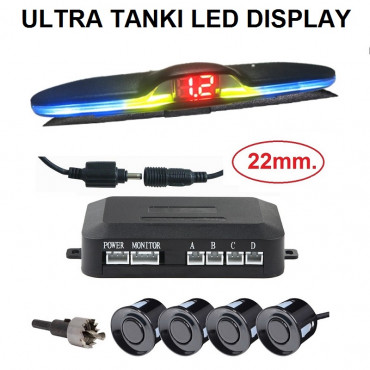 ULTRA TANKI LED DISPLAY
1.2
22mm.
POWER MONITOR A B C D